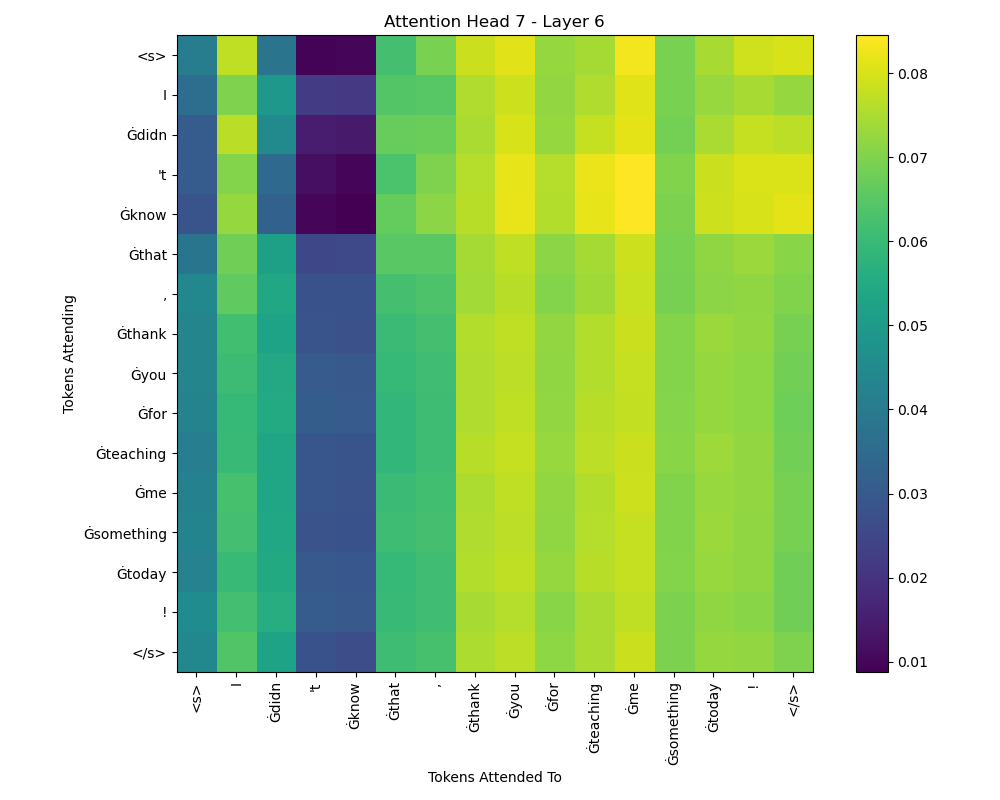 Attention Head 7 - Layer 6
<s>
I
Ġdidn
't
Ġknow
Ġthat
,
Ġthank
Ġyou
Ġfor
Ġteaching
Ġme
Ġsomething
Ġtoday
!
</s>
Tokens Attending
<s>
I
Ġdidn
't
Ġknow
Ġthat
,
Ġthank
Ġyou
Ġfor
Ġteaching
Ġme
Ġsomething
Ġtoday
!
</s>
Tokens Attended To
0.08
0.07
0.06
0.05
0.04
0.03
0.02
0.01